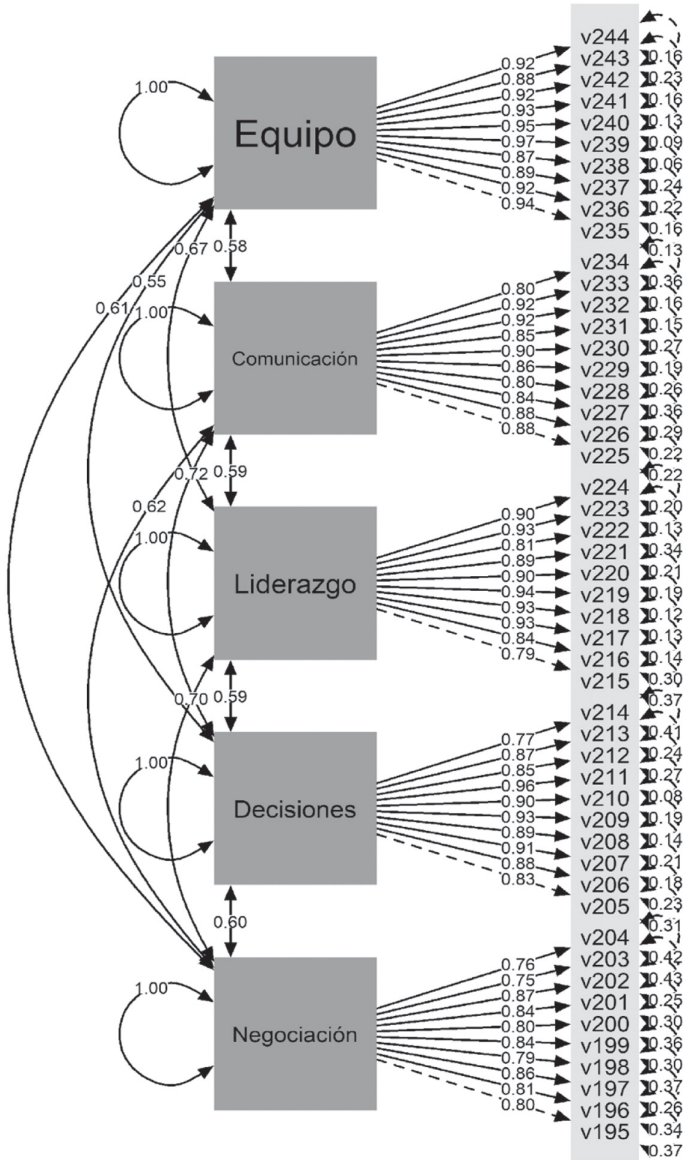 1.00
Equipo
0.92
0.88
0.92
0.93
0.95
0.97
0.87
0.89
0.92
0.94
v244
v243
v242
v241
v240
v239
v238
v237
v236
v235
0.16
0.23
0.16
0.13
0.09
0.06
0.24
0.22
0.16
0.13
0.67
0.58
0.55
0.61
1.00
Comunicación
0.80
0.92
0.92
0.85
0.90
0.86
0.80
0.84
0.88
0.88
v234
v233
v232
v231
v230
v229
v228
v227
v226
v225
0.36
0.16
0.15
0.27
0.19
0.26
0.36
0.29
0.22
0.22
0.72
0.59
0.62
1.00
Liderazgo
0.90
0.93
0.81
0.89
0.90
0.94
0.93
0.93
0.84
0.79
v224
v223
v222
v221
v220
v219
v218
v217
v216
v215
0.20
0.13
0.34
0.21
0.19
0.12
0.13
0.14
0.30
0.37
0.70
0.59
1.00
Decisiones
0.77
0.87
0.85
0.96
0.90
0.93
0.89
0.91
0.88
0.83
v214
v213
v212
v211
v210
v209
v208
v207
v206
v205
0.41
0.24
0.27
0.08
0.19
0.14
0.21
0.18
0.23
0.31
0.60
1.00
Negociación
0.76
0.75
0.87
0.84
0.80
0.84
0.79
0.86
0.81
0.80
v204
v203
v202
v201
v200
v199
v198
v197
v196
v195
0.42
0.43
0.25
0.30
0.36
0.30
0.37
0.26
0.34
0.37